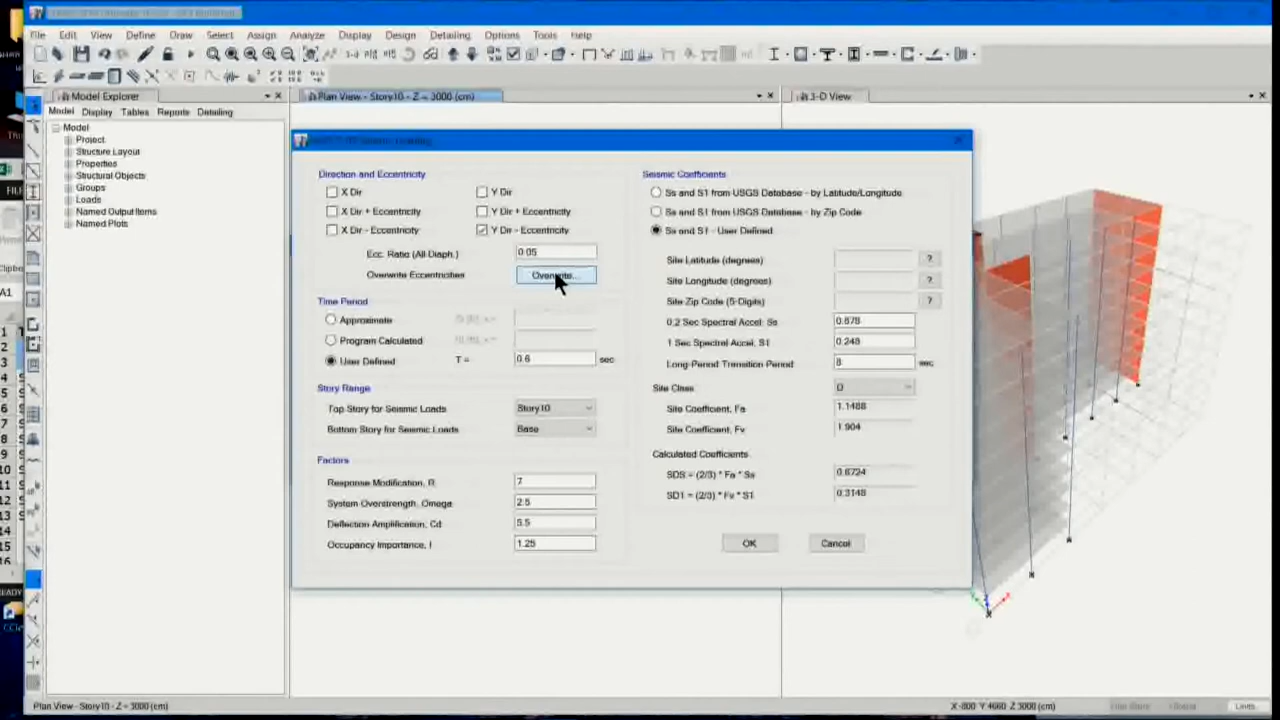 File Edit View Define Draw Select Assign Analyze Display Design Detailing Options Tools Help
Model Explorer
Plan View - Story10 - Z = 3000 (cm)
3-D View
Model Display Tables Reports Detailing
Model
Project
Structure Layout
Properties
Structural Objects
Groups
Loads
Named Output Items
Named Plots
Direction and Eccentricity
X Dir
Y Dir
X Dir + Eccentricity
Y Dir + Eccentricity
X Dir - Eccentricity
Y Dir - Eccentricity
Ecc. Ratio (All Diaph.)
0.05
Overwrite Eccentricities
Overwrite...
Time Period
Approximate
Program Calculated
User Defined
T =
0.6
sec
Story Range
Top Story for Seismic Loads
Story10
Bottom Story for Seismic Loads
Base
Factors
Response Modification, R
7
System Overstrength, Omega
2.5
Deflection Amplification, Cd
5.5
Occupancy Importance, I
1.25
Seismic Coefficients
Ss and S1 from USGS Database - by Latitude/Longitude
Ss and S1 from USGS Database - by Zip Code
Ss and S1 - User Defined
Site Latitude (degrees)
?
Site Longitude (degrees)
?
Site Zip Code (5-Digits)
?
0.2 Sec Spectral Accel, Ss
0.878
1 Sec Spectral Accel, S1
0.248
Long-Period Transition Period
8
sec
Site Class
D
Site Coefficient, Fa
1.1488
Site Coefficient, Fv
1.904
Calculated Coefficients
SDS = (2/3) * Fa * Ss
0.6724
SD1 = (2/3) * Fv * S1
0.3148
OK
Cancel
Plan View - Story10 - Z = 3000 (cm)
X -800 Y 4660 Z 3000 (cm)
Units...